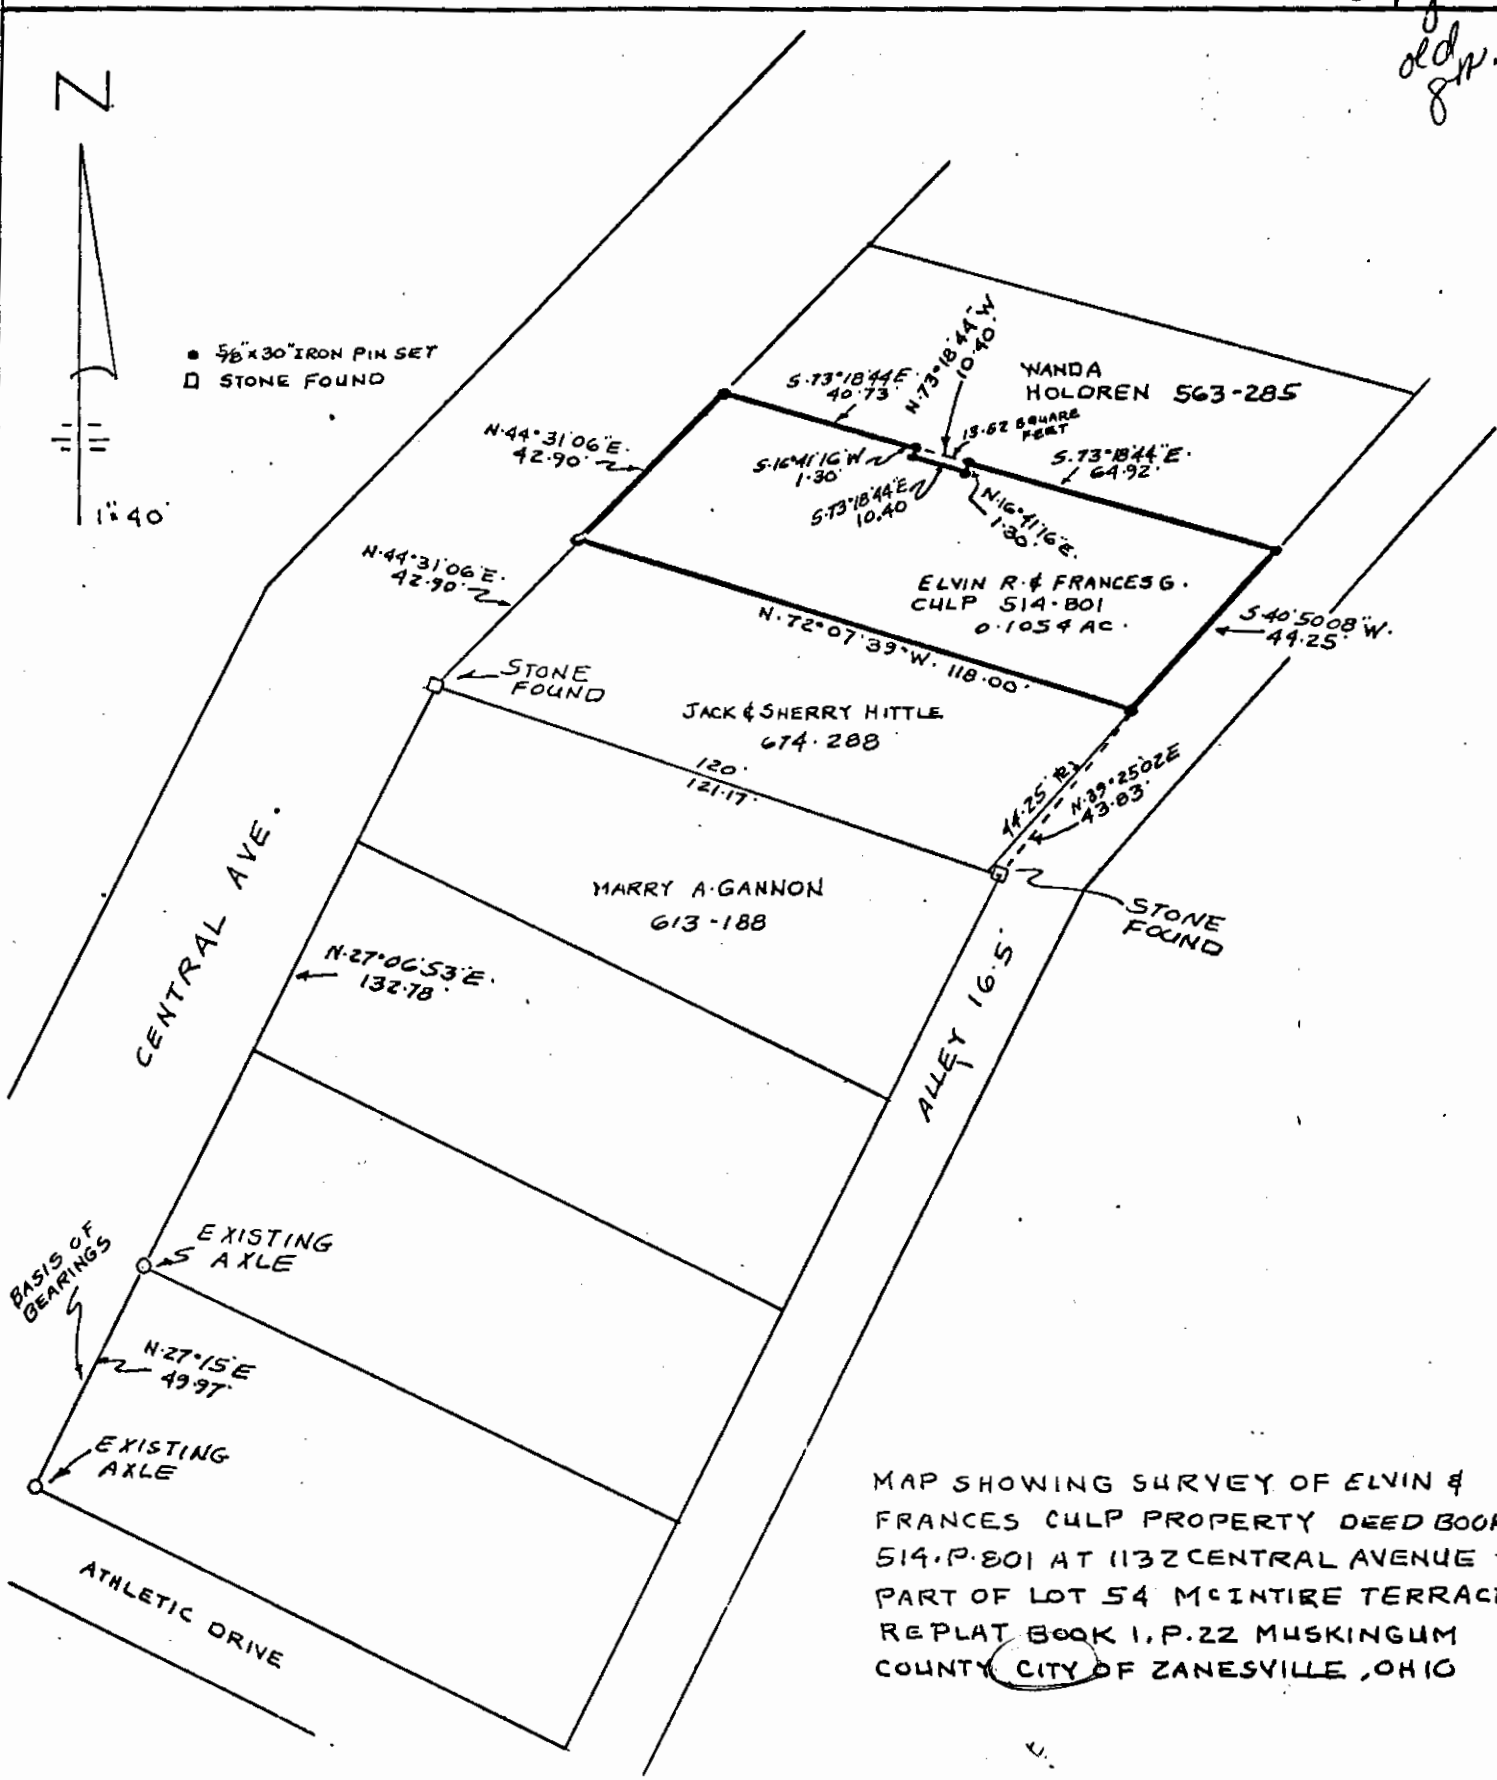 old
N
5/8"x30" IRON PIN SET
STONE FOUND
1"=40'
N.73°18'44"W
10.40'
WANDA
HOLDREN 563-285
S.73°18'44"E.
40.73'
13.52 SQUARE
FEET
N.44°31'06"E.
42.90'
S.16°41'16"W
1.30'
S.73°18'44"E.
64.92'
S.73°18'44"E
10.40
N.16°41'16"E.
1.30'
N.44°31'06"E.
42.90'
ELVIN R. & FRANCES G.
CULP 514-801
0.1054 AC.
S.40°50'08"W.
44.25'
N.72°07'39"W. 118.00'
STONE
FOUND
JACK & SHERRY HITTLE
674-288
120'
121.17'
44.25'
N.39°25'02"E
43.83'
MARRY A. GANNON
613-188
STONE
FOUND
CENTRAL AVE.
N.27°06'53"E.
132.78'
ALLEY 16.5'
EXISTING
AXLE
BASIS OF
BEARINGS
N.27°15'E
49.97'
EXISTING
AXLE
ATHLETIC DRIVE
MAP SHOWING SURVEY OF ELVIN &
FRANCES CULP PROPERTY DEED BOOK
514.P.801 AT 1132 CENTRAL AVENUE
PART OF LOT 54 McINTIRE TERRACE
REPLAT BOOK 1, P.22 MUSKINGUM
COUNTY CITY OF ZANESVILLE, OHIO